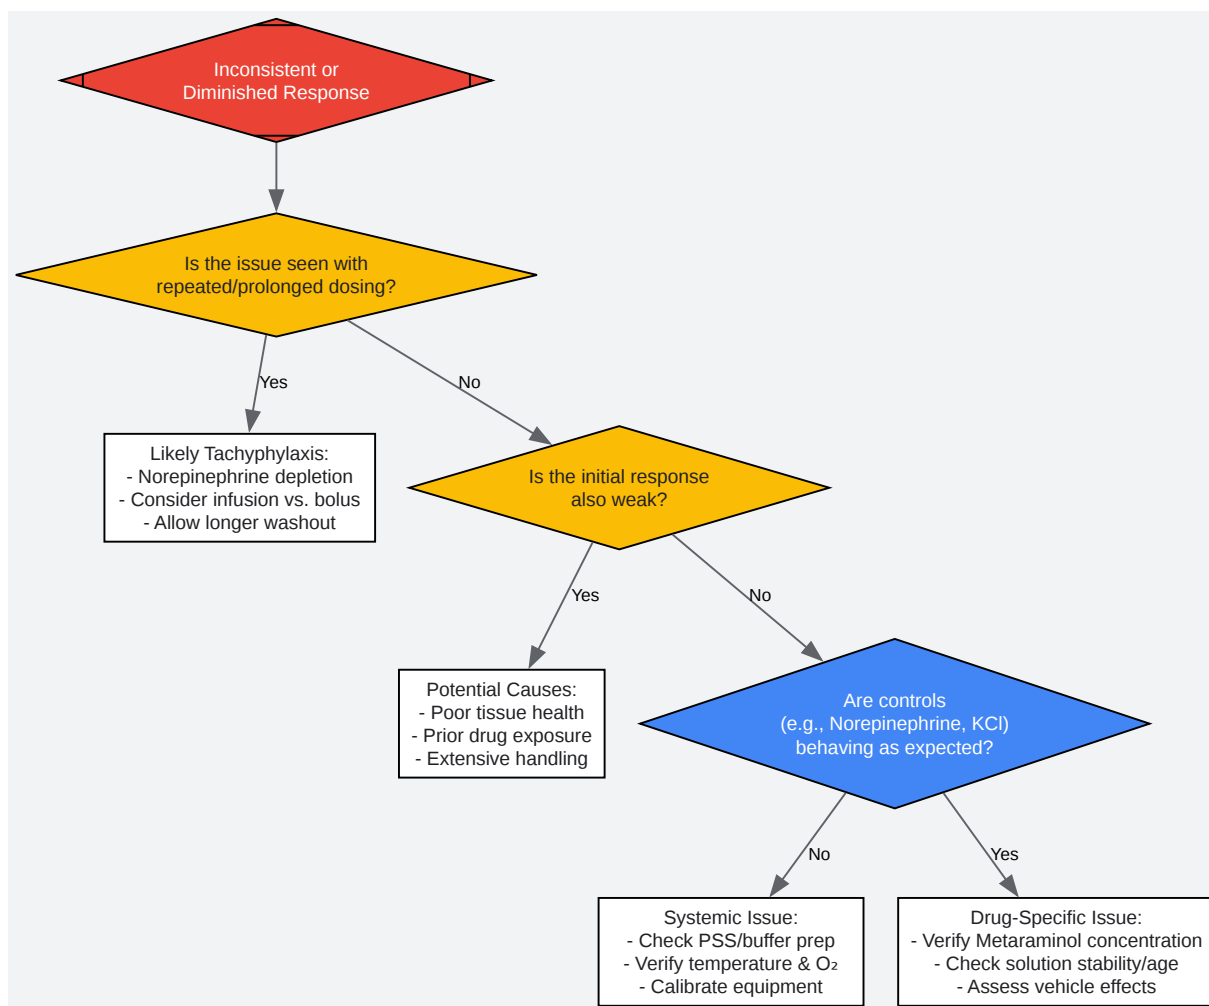 Inconsistent or
Diminished Response
Is the issue seen with
repeated/prolonged dosing?
Yes
No
Likely Tachyphylaxis:
- Norepinephrine depletion
- Consider infusion vs. bolus
- Allow longer washout
Is the initial response
also weak?
Yes
No
Potential Causes:
- Poor tissue health
- Prior drug exposure
- Extensive handling
Are controls
(e.g., Norepinephrine, KCl)
behaving as expected?
No
Yes
Systemic Issue:
- Check PSS/buffer prep
- Verify temperature & O₂
- Calibrate equipment
Drug-Specific Issue:
- Verify Metaraminol concentration
- Check solution stability/age
- Assess vehicle effects